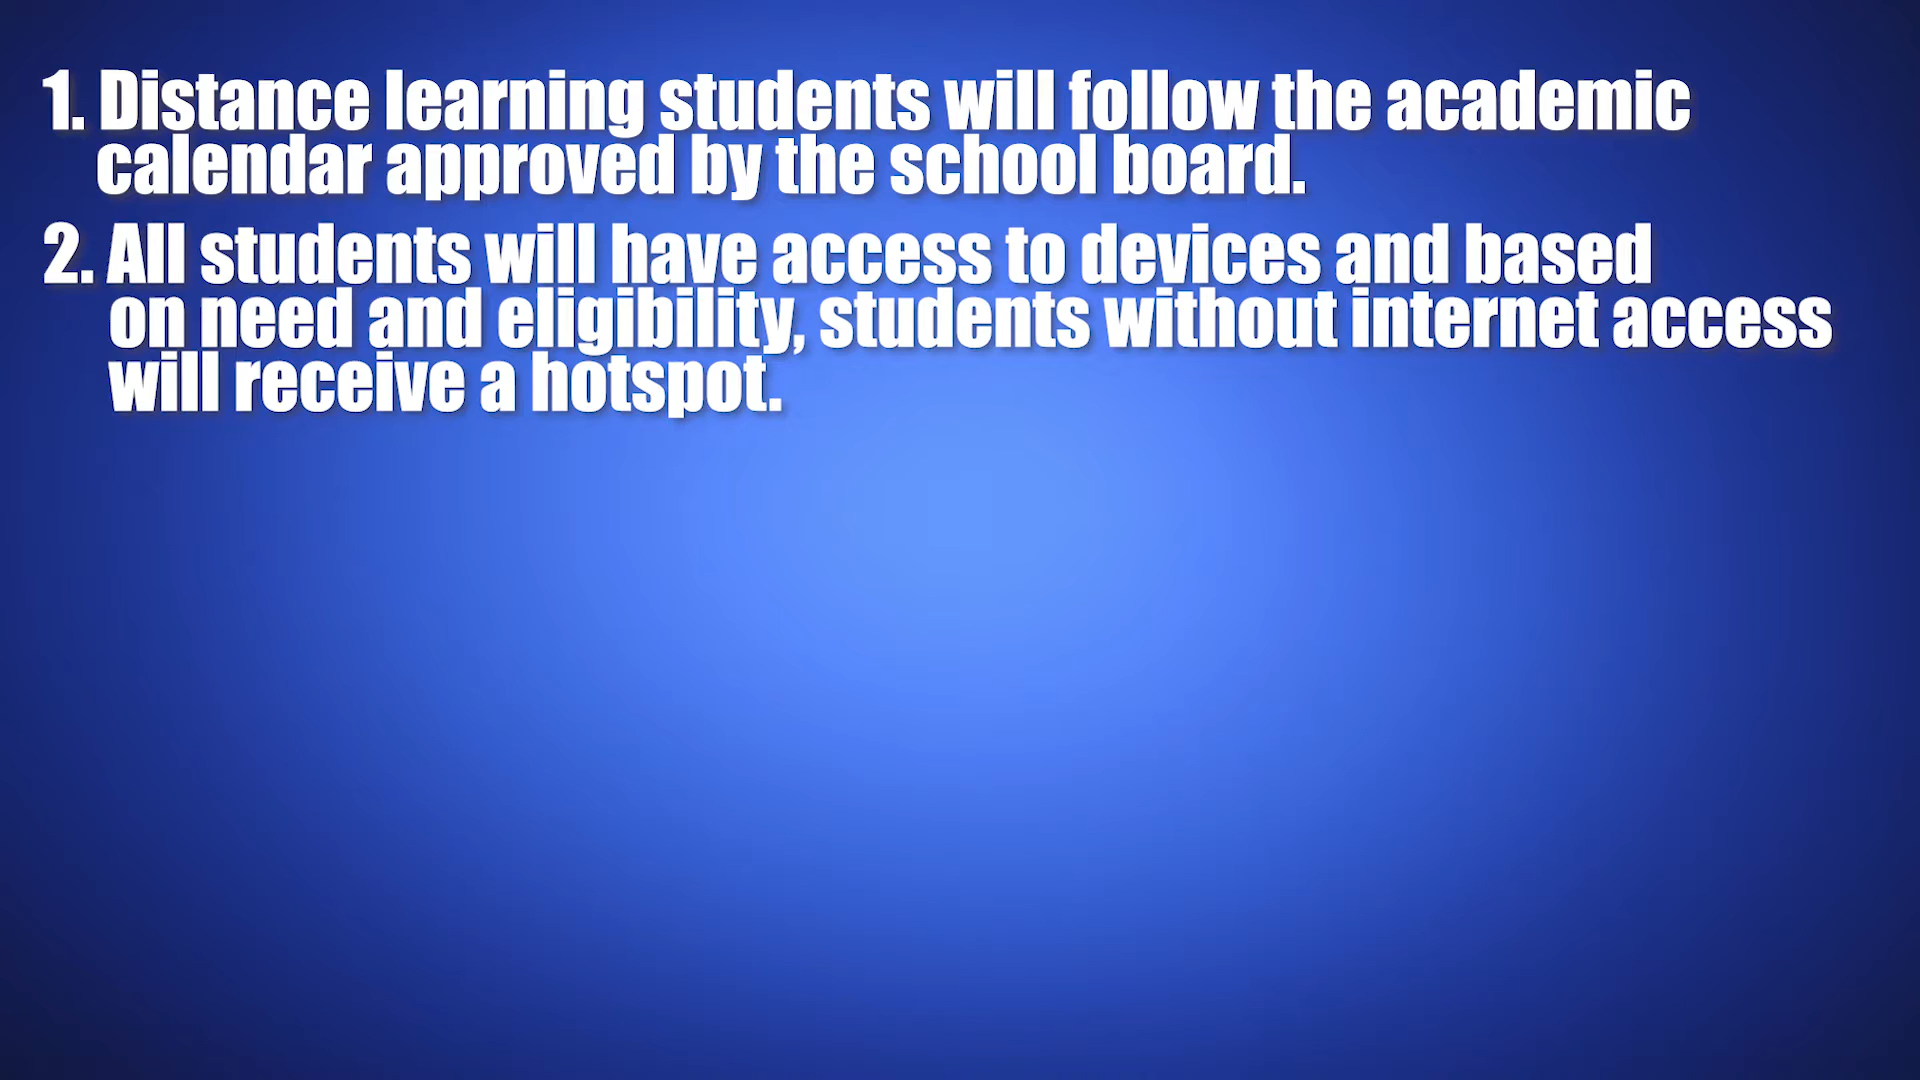 1. Distance learning students will follow the academic
calendar approved by the school board.
2. All students will have access to devices and based
on need and eligibility, students without internet access
will receive a hotspot.